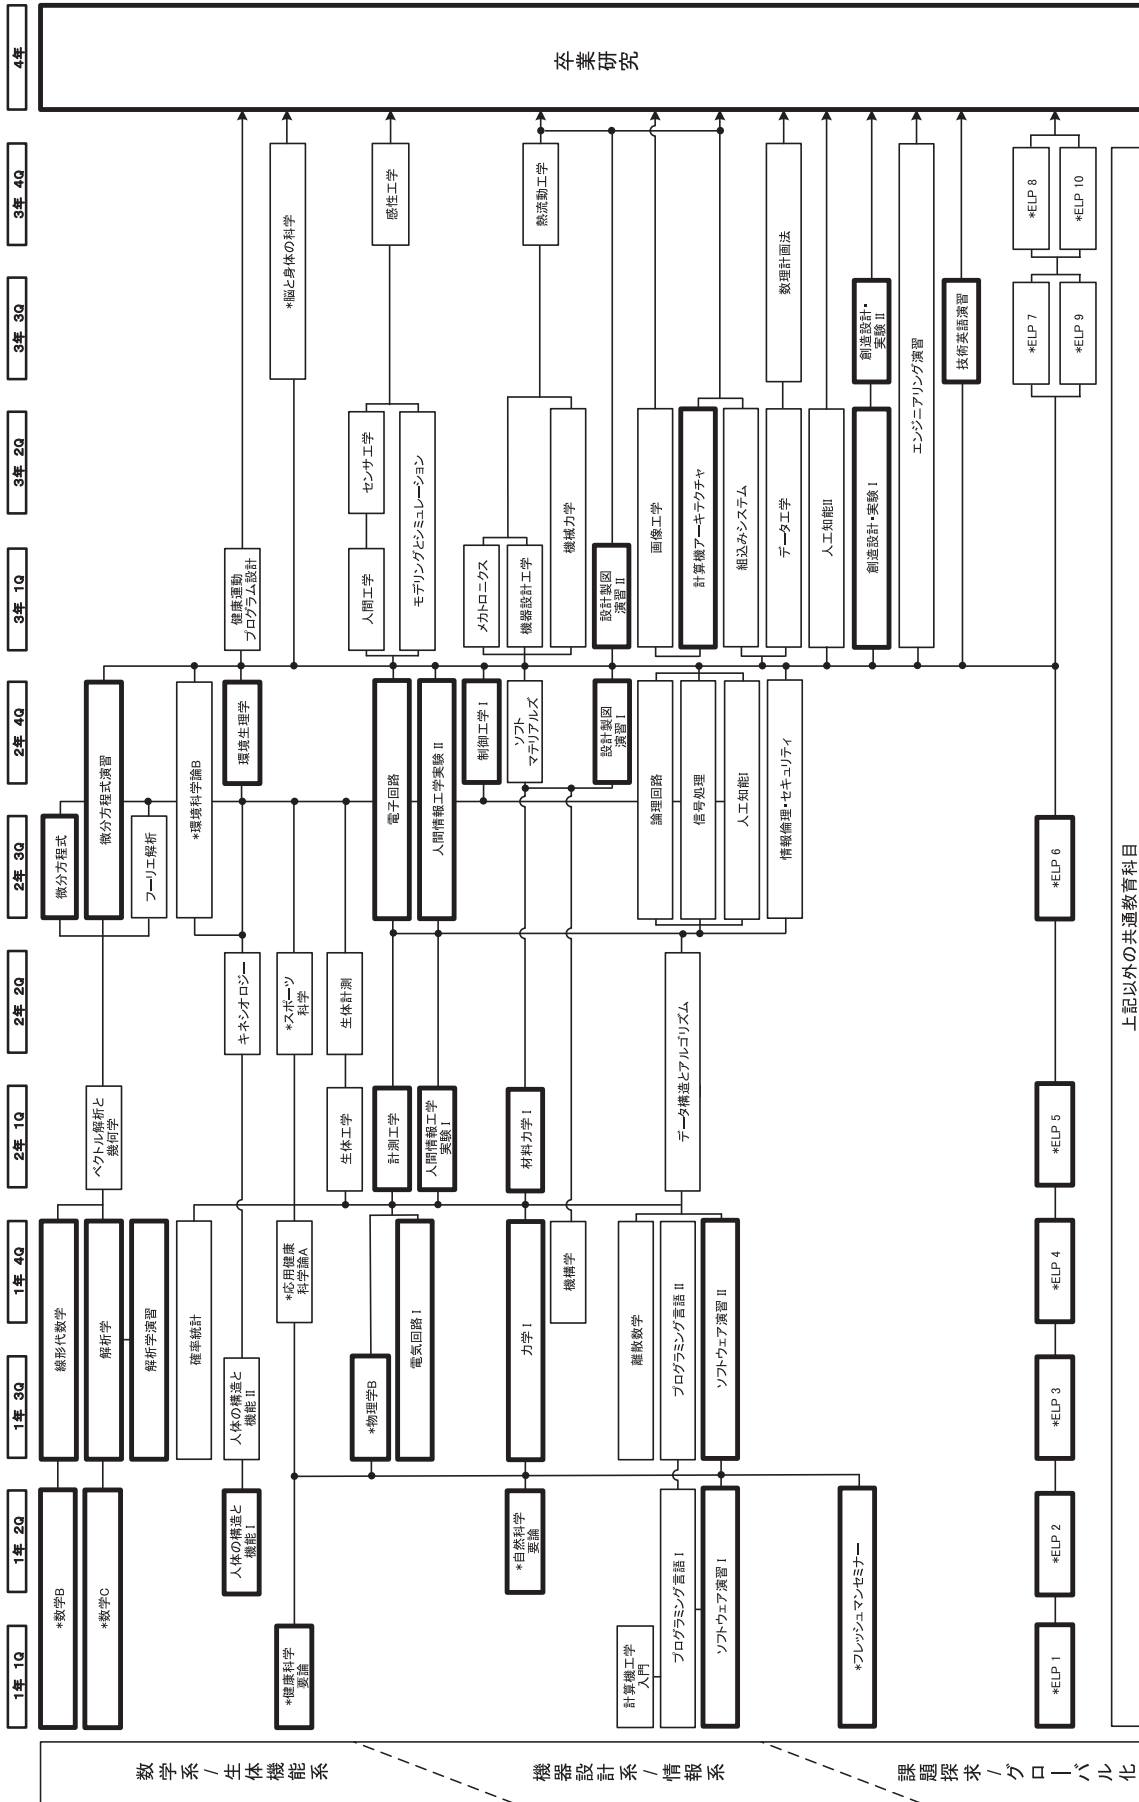 1年 1Q
1年 2Q
1年 3Q
1年 4Q
2年 1Q
2年 2Q
2年 3Q
2年 4Q
3年 1Q
3年 2Q
3年 3Q
3年 4Q
4年
数学系／生体機能系
機器設計系／情報系
課題探求／グローバル化
*数学B
線形代数学
微分方程式
*数学C
解析学
ベクトル解析と
幾何学
微分方程式演習
解析学演習
フーリエ解析
確率統計
*環境科学論B
人体の構造と
機能 I
人体の構造と
機能 II
キネシオロジー
環境生理学
健康運動
プログラム設計
*健康科学
要論
*応用健康
科学論A
*スポーツ
科学
*脳と身体の科学
生体工学
生体計測
人間工学
センサ工学
*物理学B
計測工学
電子回路
感性工学
電気回路 I
人間情報工学
実験 I
人間情報工学実験 II
モデリングとシミュレーション
制御工学 I
メカトロニクス
*自然科学
要論
力学 I
材料力学 I
ソフト
マテリアルズ
機器設計工学
熱流動工学
機構学
機械力学
設計製図
演習 I
設計製図
演習 II
計算機工学
入門
離散数学
論理回路
画像工学
プログラミング言語 I
プログラミング言語 II
データ構造とアルゴリズム
信号処理
計算機アーキテクチャ
ソフトウェア演習 I
ソフトウェア演習 II
人工知能I
組込みシステム
情報倫理・セキュリティ
データ工学
数理計画法
人工知能II
*フレッシュマンセミナー
創造設計・実験 I
創造設計・
実験 II
エンジニアリング演習
技術英語演習
*ELP 1
*ELP 2
*ELP 3
*ELP 4
*ELP 5
*ELP 6
*ELP 7
*ELP 8
*ELP 9
*ELP 10
上記以外の共通教育科目
卒業研究